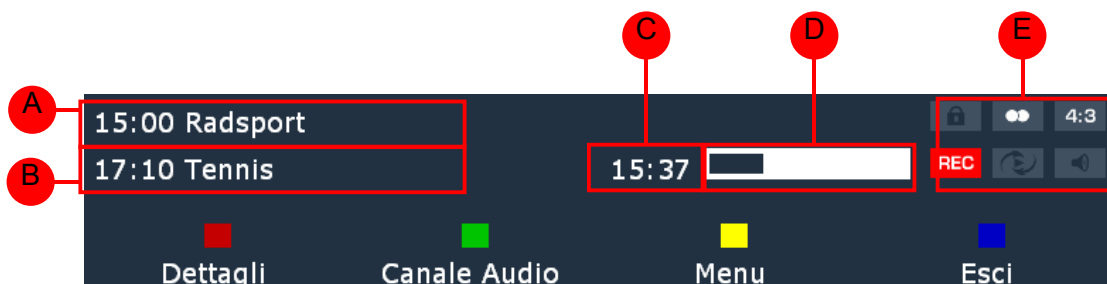 C D E
A
15:00 Radsport 4:3
B
17:10 Tennis 15:37 REC
Dettagli Canale Audio Menu Esci